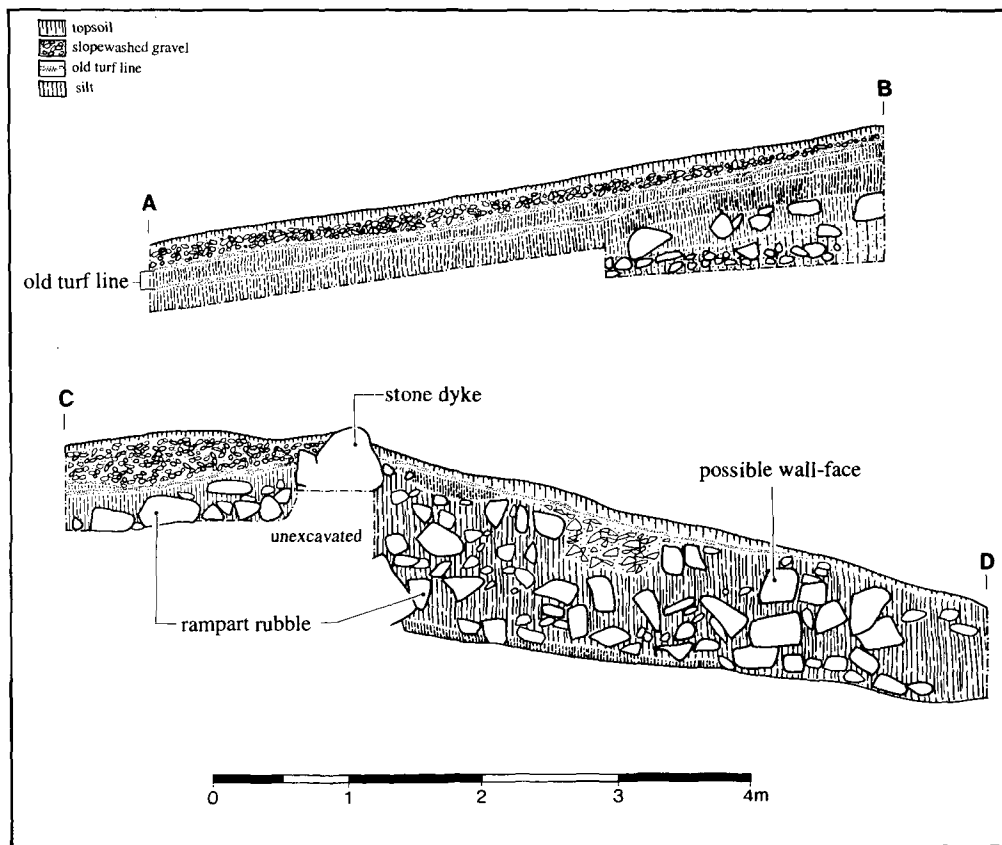 topsoil
slopewashed gravel
old turf line
silt
B
A
old turf line
C
stone dyke
possible wall-face
unexcavated
D
rampart rubble
0 1 2 3 4m